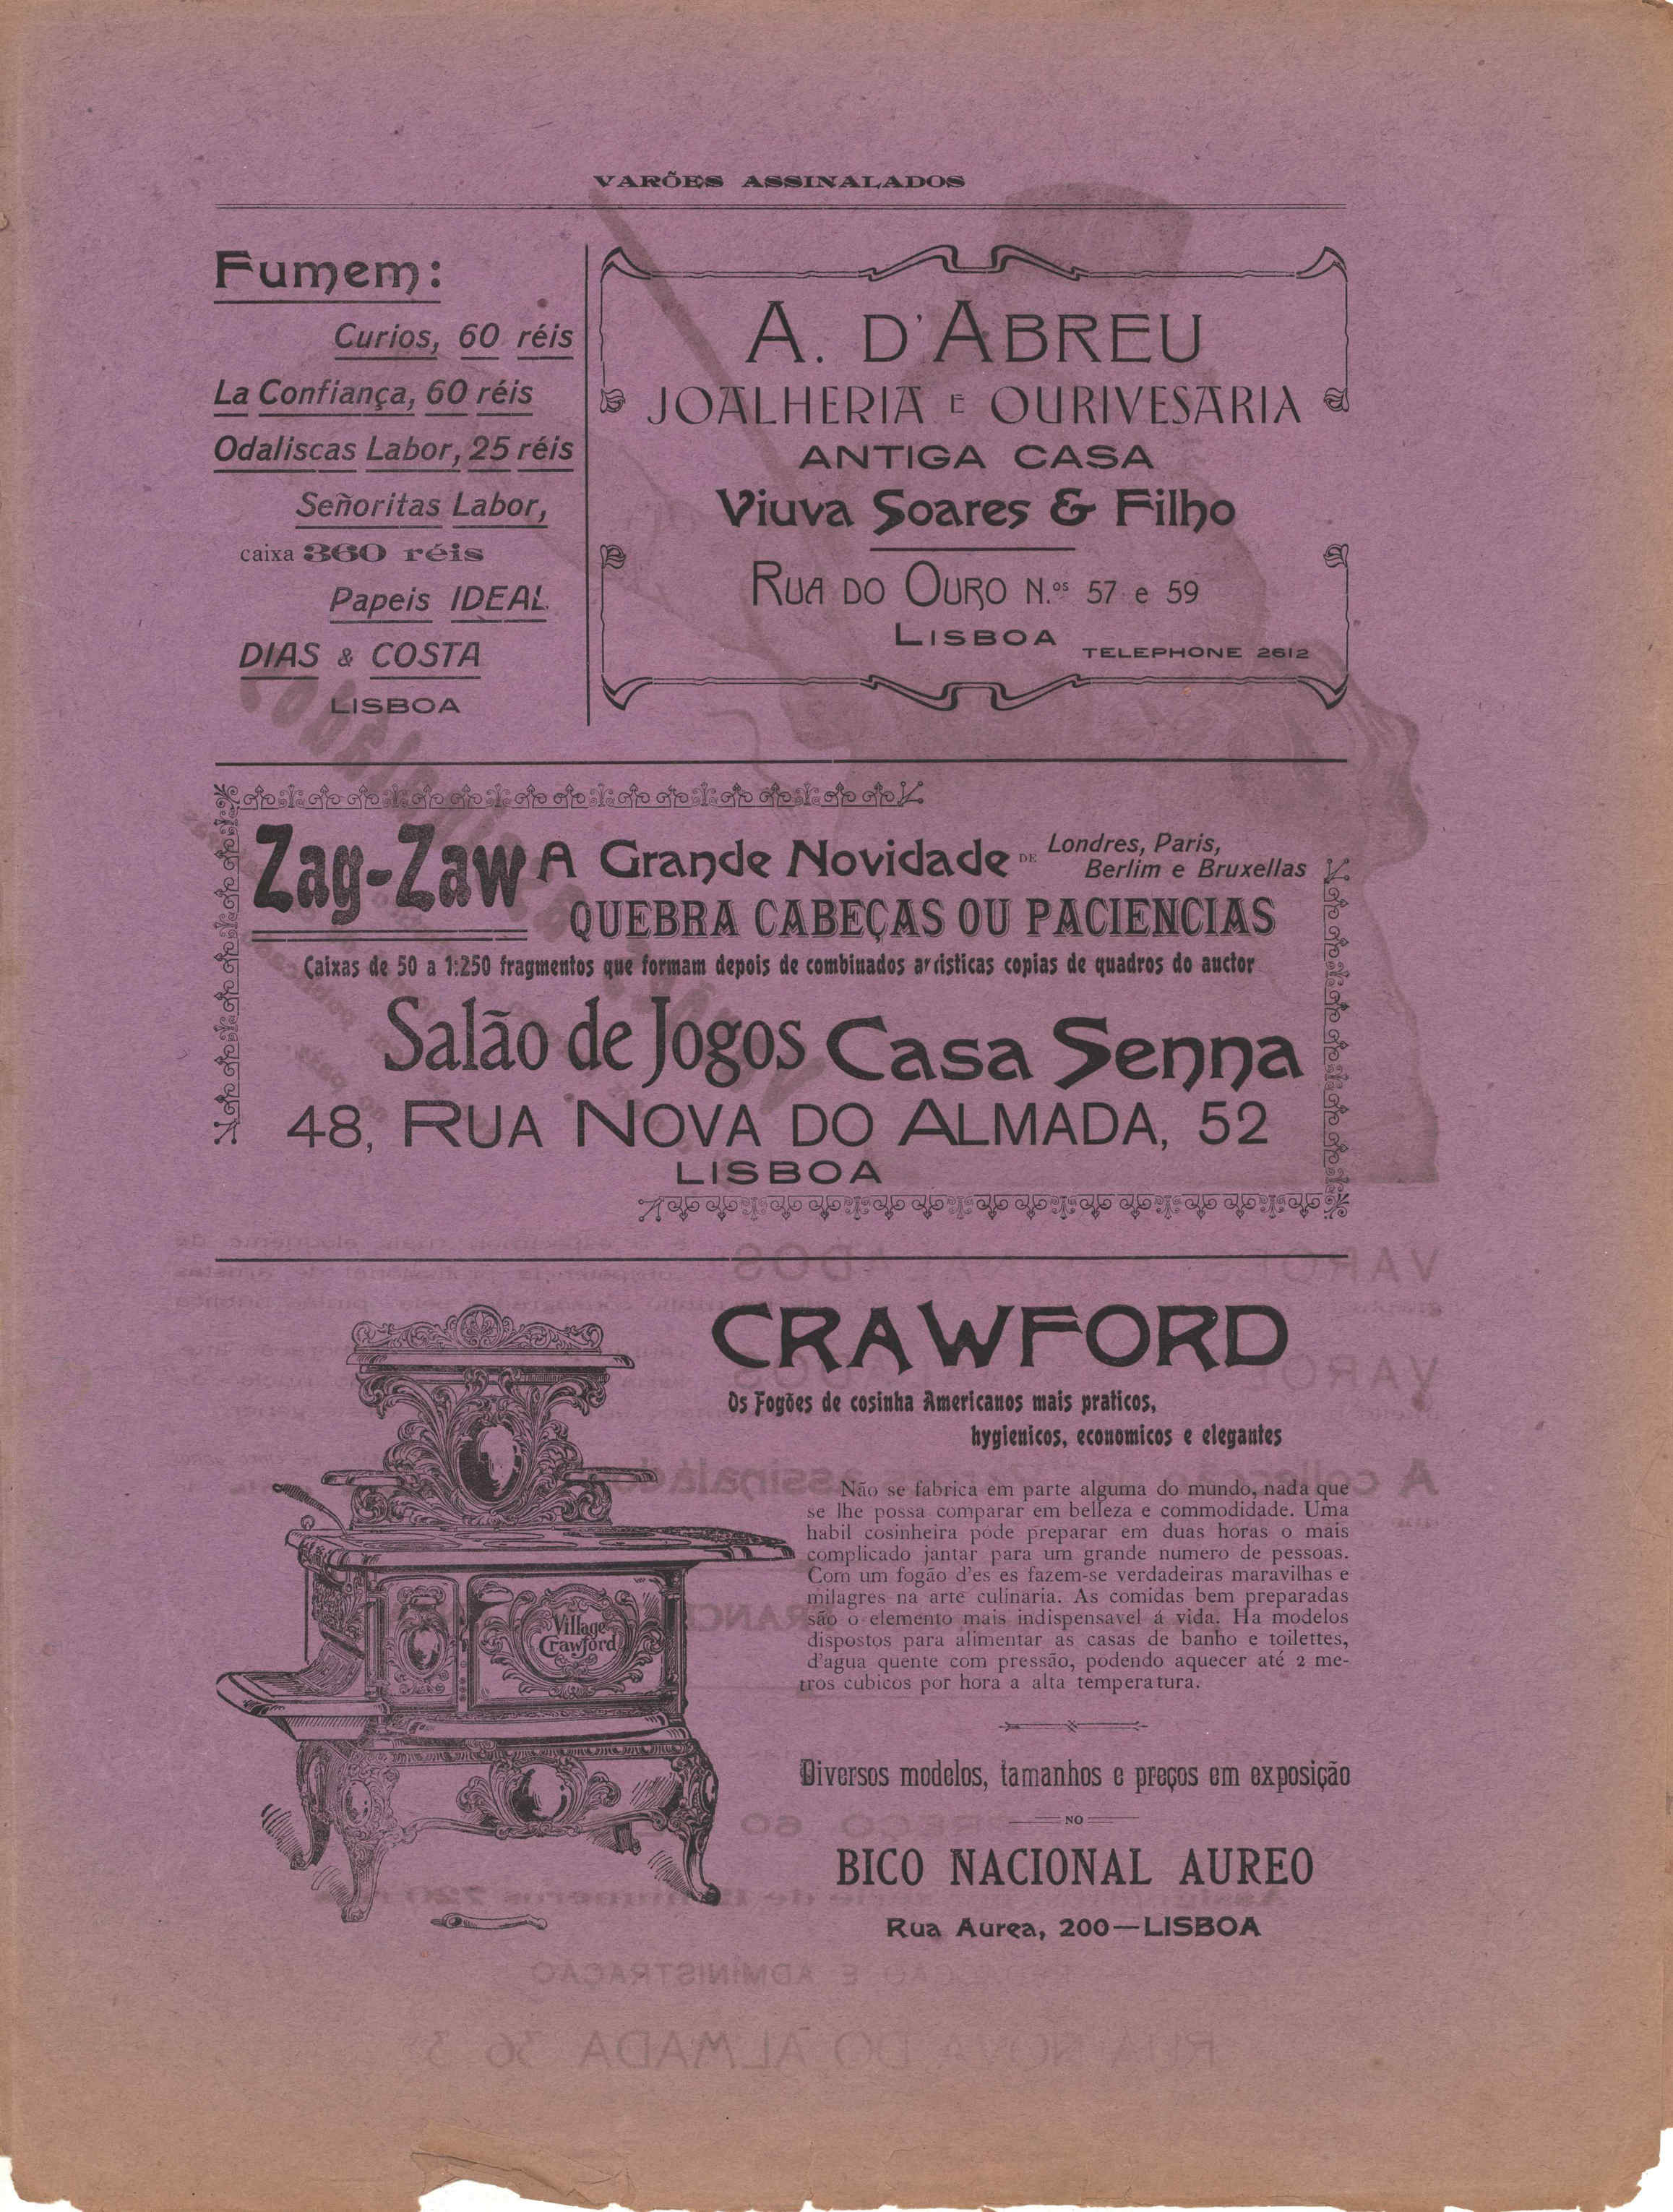 VARÕES ASSINALADOS
Fumem:
Curios, 60 réis
La Confiança, 60 réis
Odaliscas Labor, 25 réis
Señoritas Labor,
caixa 360 réis
Papeis IDEAL
DIAS & COSTA
LISBOA
A. D'ABREU
JOALHERIA E OURIVESARIA
ANTIGA CASA
Viuva Soares & Filho
RUA DO OURO N.os 57 e 59
LISBOA TELEPHONE 2612
Zag-Zaw A Grande Novidade DE Londres, Paris,
Berlim e Bruxellas
QUEBRA CABEÇAS OU PACIENCIAS
Caixas de 50 a 1:250 fragmentos que formam depois de combinados artisticas copias de quadros do auctor
Salão de Jogos Casa Senna
48, RUA NOVA DO ALMADA, 52
LISBOA
CRAWFORD
Os Fogões de cosinha Americanos mais praticos,
hygienicos, economicos e elegantes
Village
Crawford
Não se fabrica em parte alguma do mundo, nada que
se lhe possa comparar em belleza e commodidade. Uma
habil cosinheira póde preparar em duas horas o mais
complicado jantar para um grande numero de pessoas.
Com um fogão d'es es fazem-se verdadeiras maravilhas e
milagres na arte culinaria. As comidas bem preparadas
são o elemento mais indispensavel á vida. Ha modelos
dispostos para alimentar as casas de banho e toilettes,
d'agua quente com pressão, podendo aquecer até 2 me-
tros cubicos por hora a alta temperatura.
Diversos modelos, tamanhos e preços em exposição
NO
BICO NACIONAL AUREO
Rua Aurea, 200—LISBOA